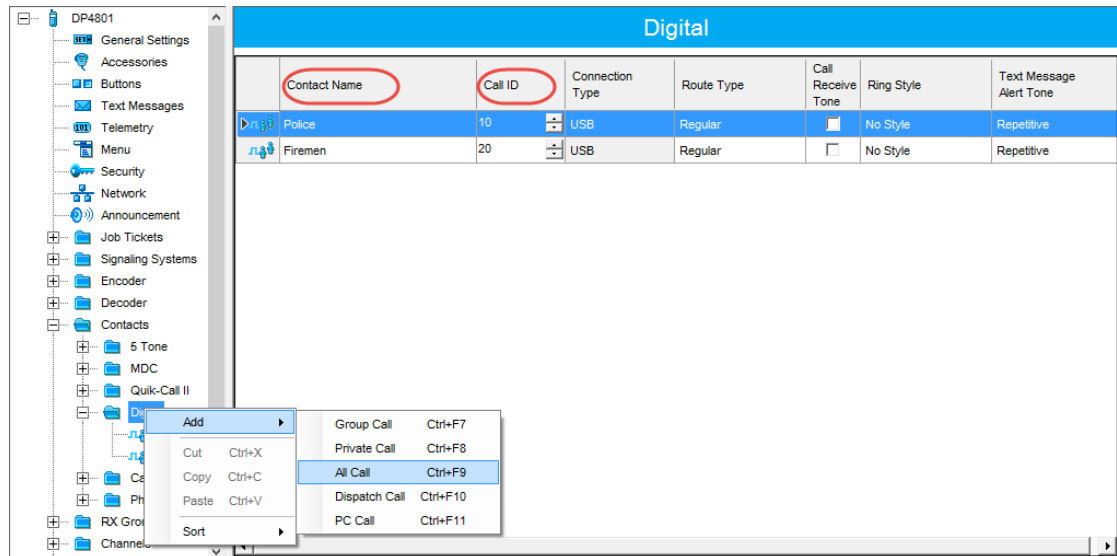 DP4801
General Settings
Accessories
Buttons
Text Messages
Telemetry
Menu
Security
Network
Announcement
Job Tickets
Signaling Systems
Encoder
Decoder
Contacts
5 Tone
MDC
Quik-Call II
RX Gro
Channels
Digital
Contact Name Call ID Connection Type Route Type Call Receive Tone Ring Style Text Message Alert Tone
Police 10 USB Regular No Style Repetitive
Firemen 20 USB Regular No Style Repetitive
Add
Cut Ctrl+X
Copy Ctrl+C
Paste Ctrl+V
Sort
Group Call Ctrl+F7
Private Call Ctrl+F8
All Call Ctrl+F9
Dispatch Call Ctrl+F10
PC Call Ctrl+F11